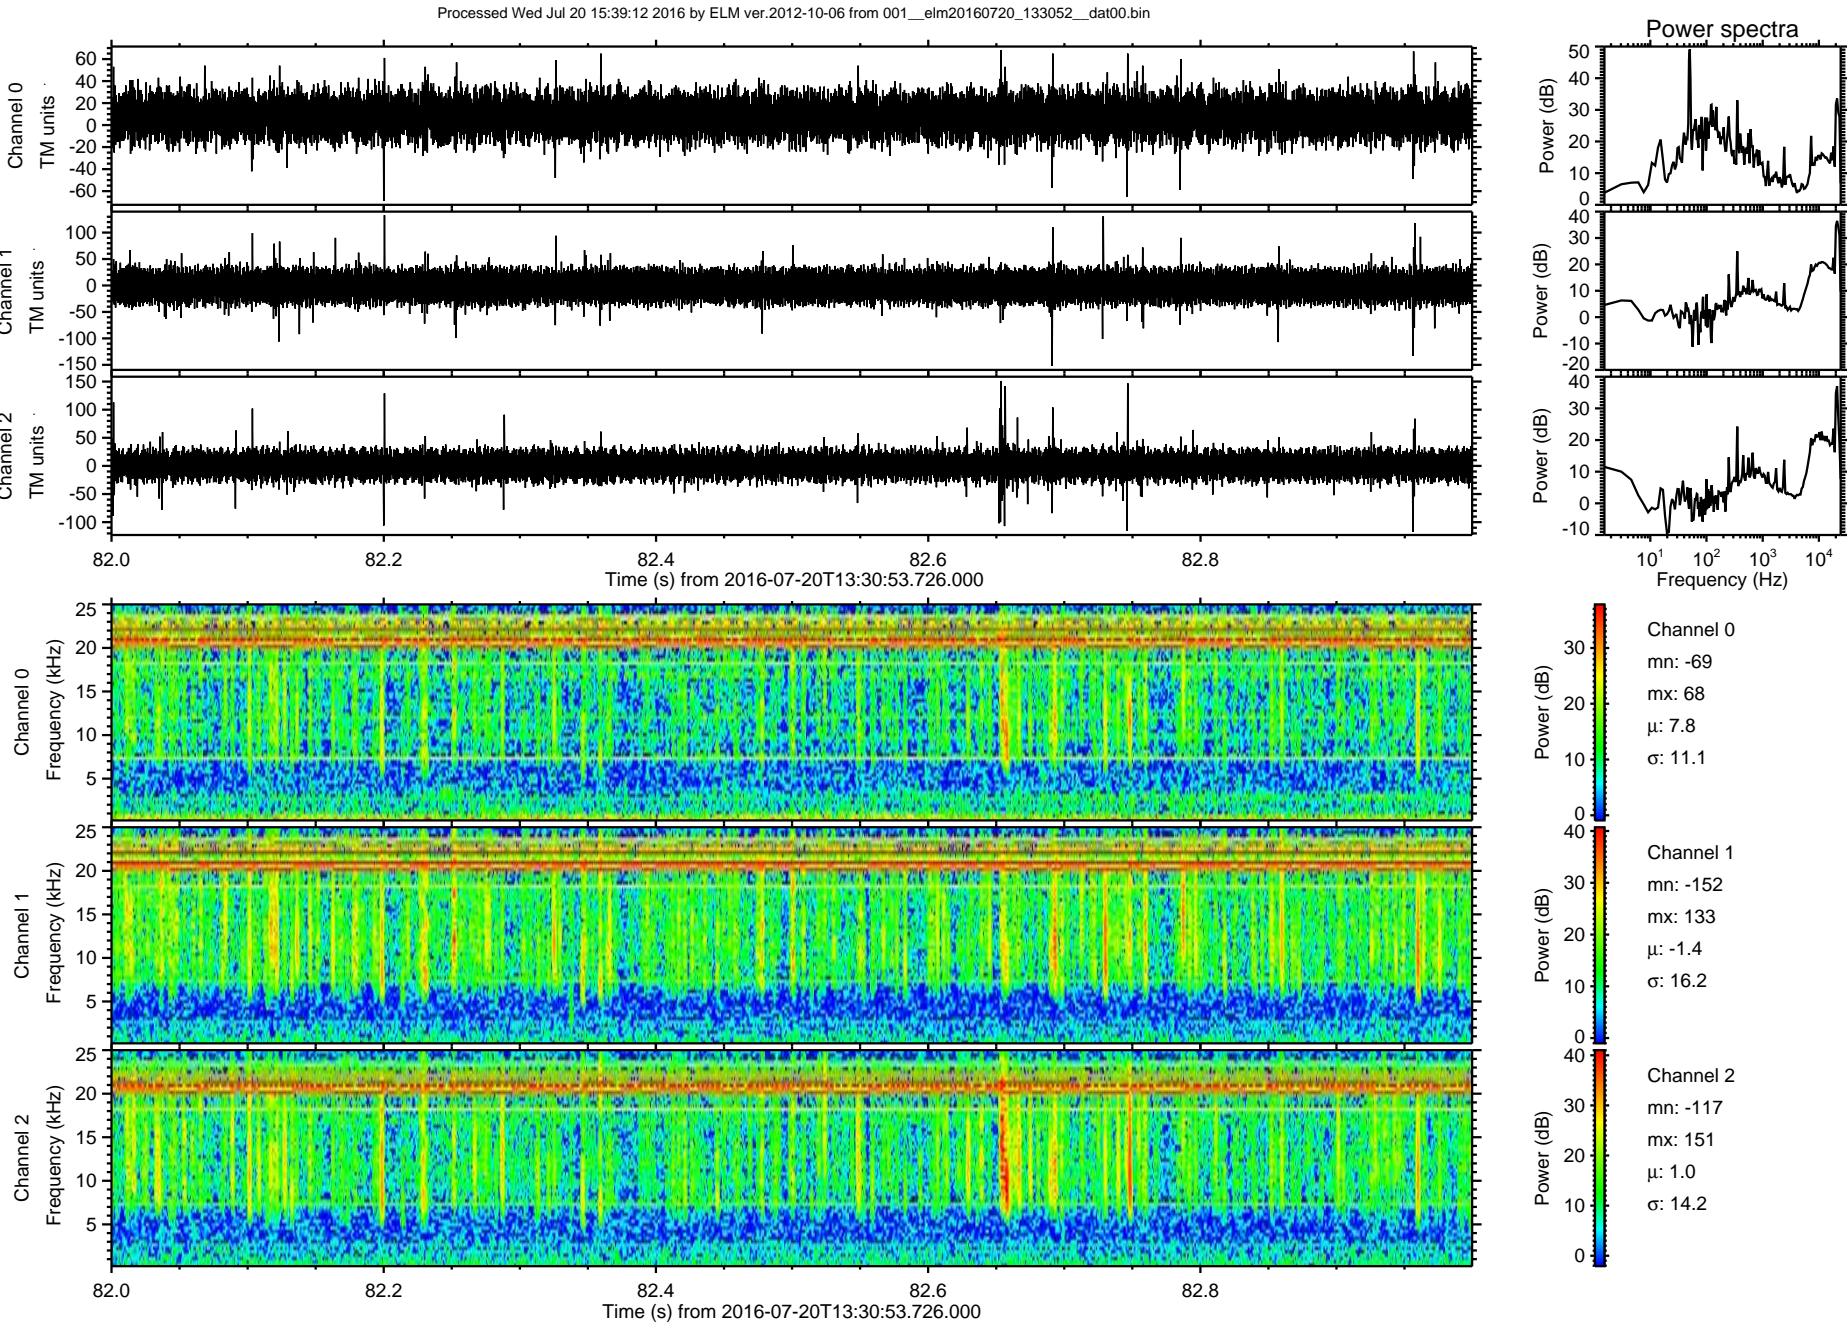 Processed Wed Jul 20 15:39:12 2016 by ELM ver.2012-10-06 from 001__elm20160720_133052__dat00.bin
Power spectra
Channel 0
TM units
60
40
20
0
-20
-40
-60
Power (dB)
50
40
30
20
10
0
Channel 1
TM units
100
50
0
-50
-100
-150
Power (dB)
40
30
20
10
0
-10
-20
Channel 2
TM units
150
100
50
0
-50
-100
Power (dB)
40
30
20
10
0
-10
82.0 82.2 82.4 82.6 82.8
Time (s) from 2016-07-20T13:30:53.726.000
10^1 10^2 10^3 10^4
Frequency (Hz)
Channel 0
Frequency (kHz)
25
20
15
10
5
Power (dB)
30
20
10
0
Channel 0
mn: -69
mx: 68
µ: 7.8
σ: 11.1
Channel 1
Frequency (kHz)
25
20
15
10
5
Power (dB)
40
30
20
10
0
Channel 1
mn: -152
mx: 133
µ: -1.4
σ: 16.2
Channel 2
Frequency (kHz)
25
20
15
10
5
Power (dB)
40
30
20
10
0
Channel 2
mn: -117
mx: 151
µ: 1.0
σ: 14.2
82.0 82.2 82.4 82.6 82.8
Time (s) from 2016-07-20T13:30:53.726.000